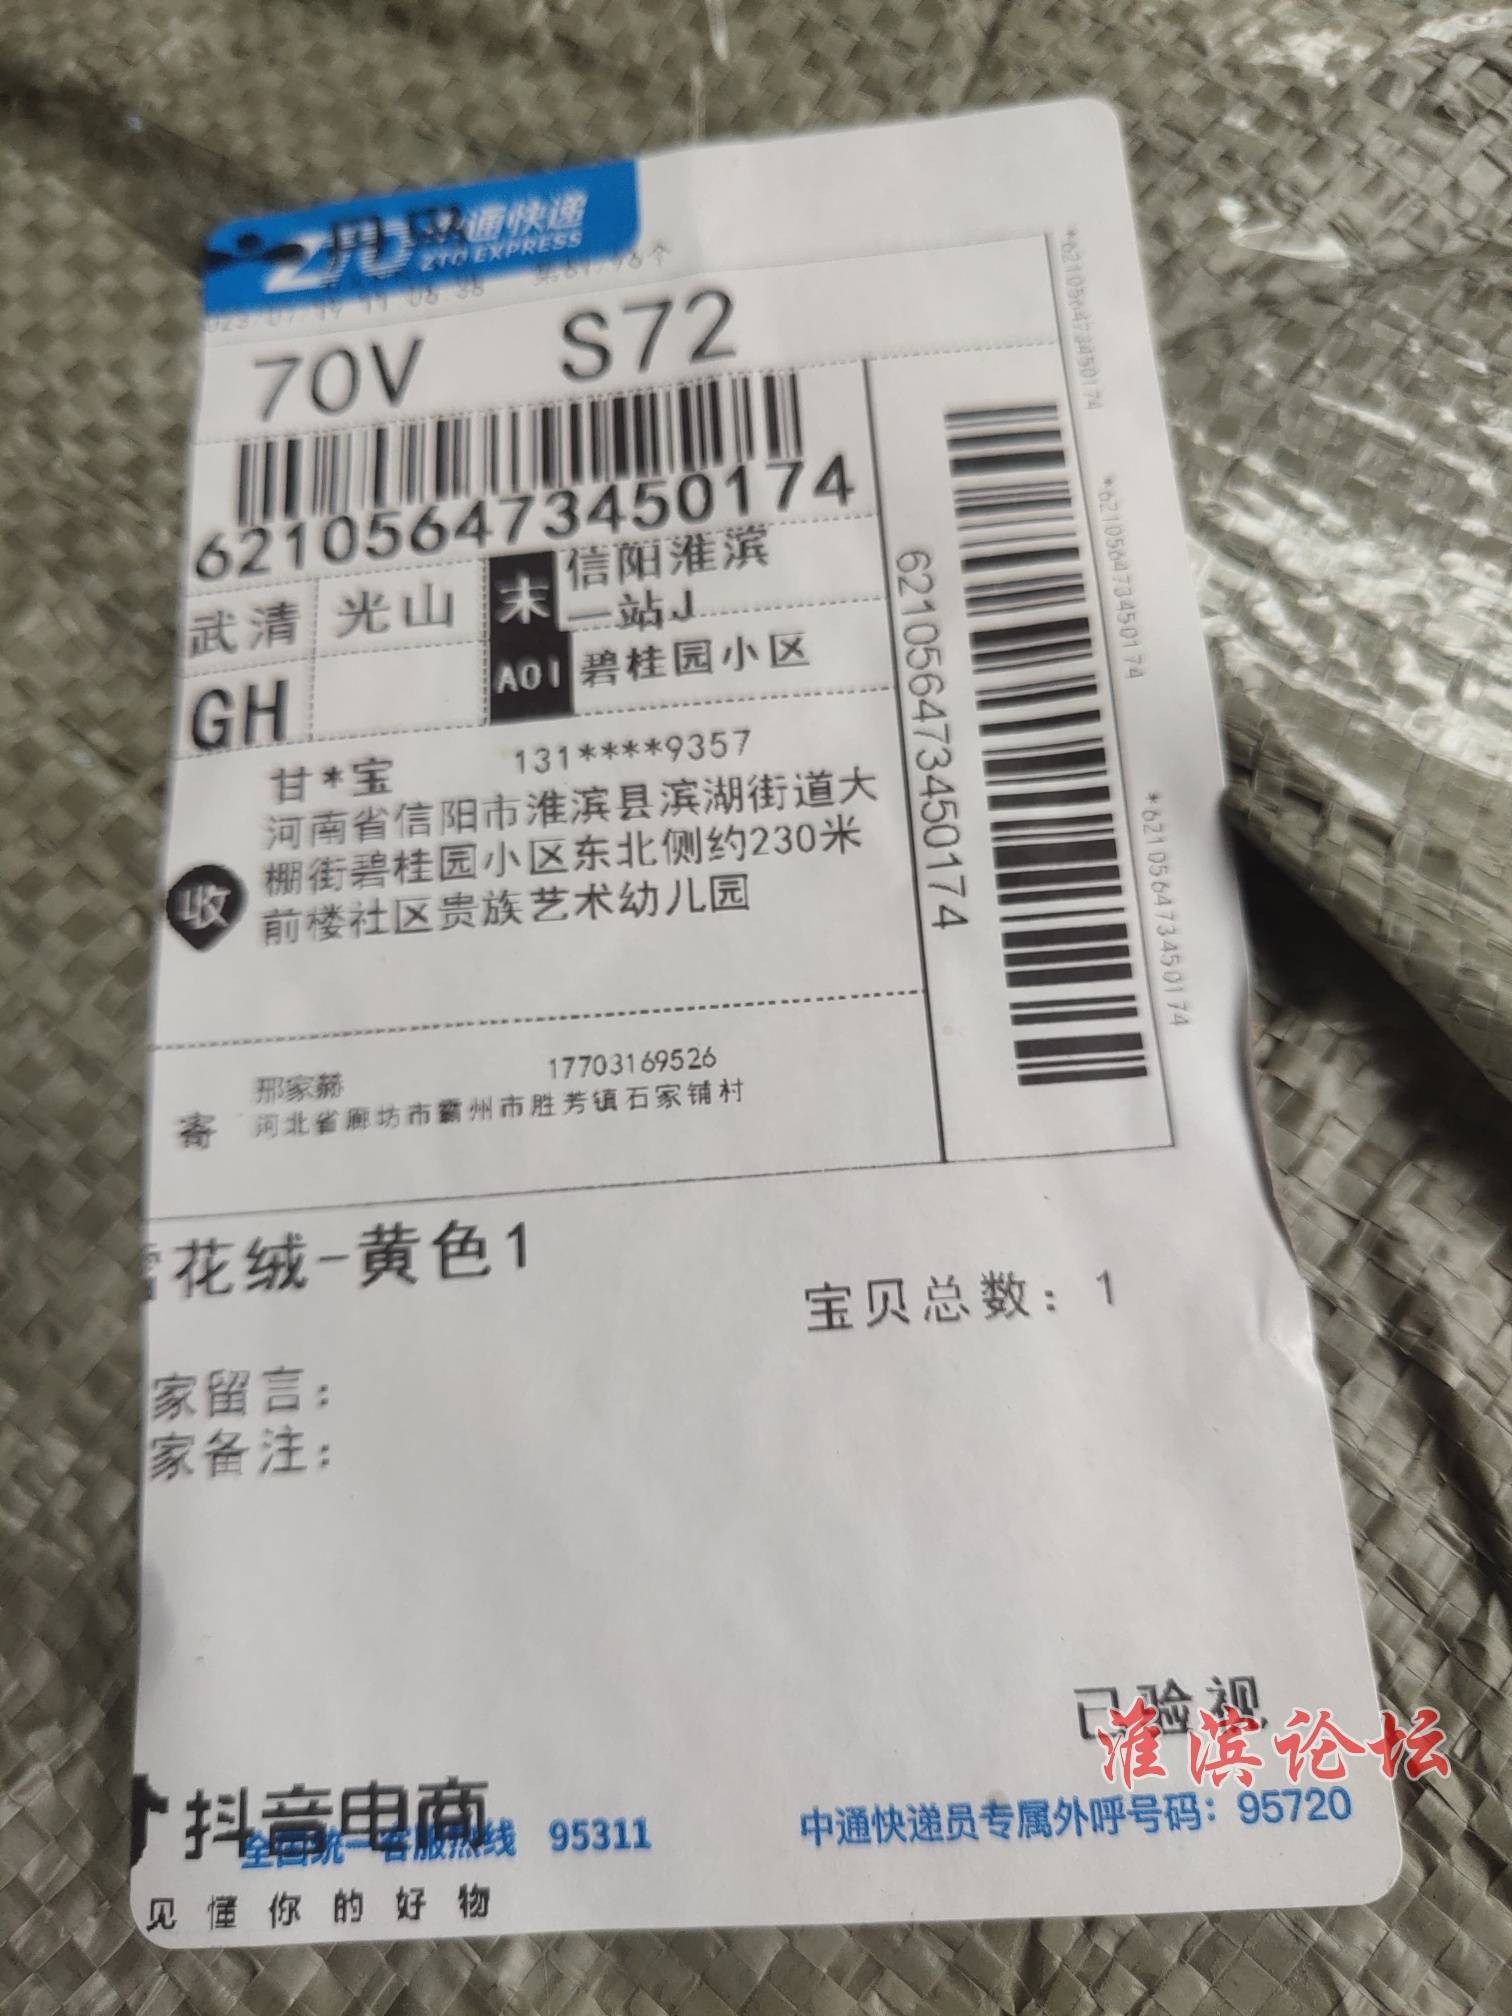 通快递
ZTO EXPRESS
70V S72
6210564734501​74
武清 光山 末 信阳淮滨
一站J
GH A01 碧桂园小区
甘*宝 131****9357
收 河南省信阳市淮滨县滨湖街道大
棚街碧桂园小区东北侧约230米
前楼社区贵族艺术幼儿园
寄 邢家赫 17703169526
河北省廊坊市霸州市胜芳镇石家铺村
621056473450174
*621056473450174
*621056473450174
*621056473450174
花绒-黄色1
宝贝总数：1
家留言：
家备注：
已验视
淮滨论坛
抖音电商
全国统一客服热线 95311
中通快递员专属外呼号码：95720
见懂你的好物